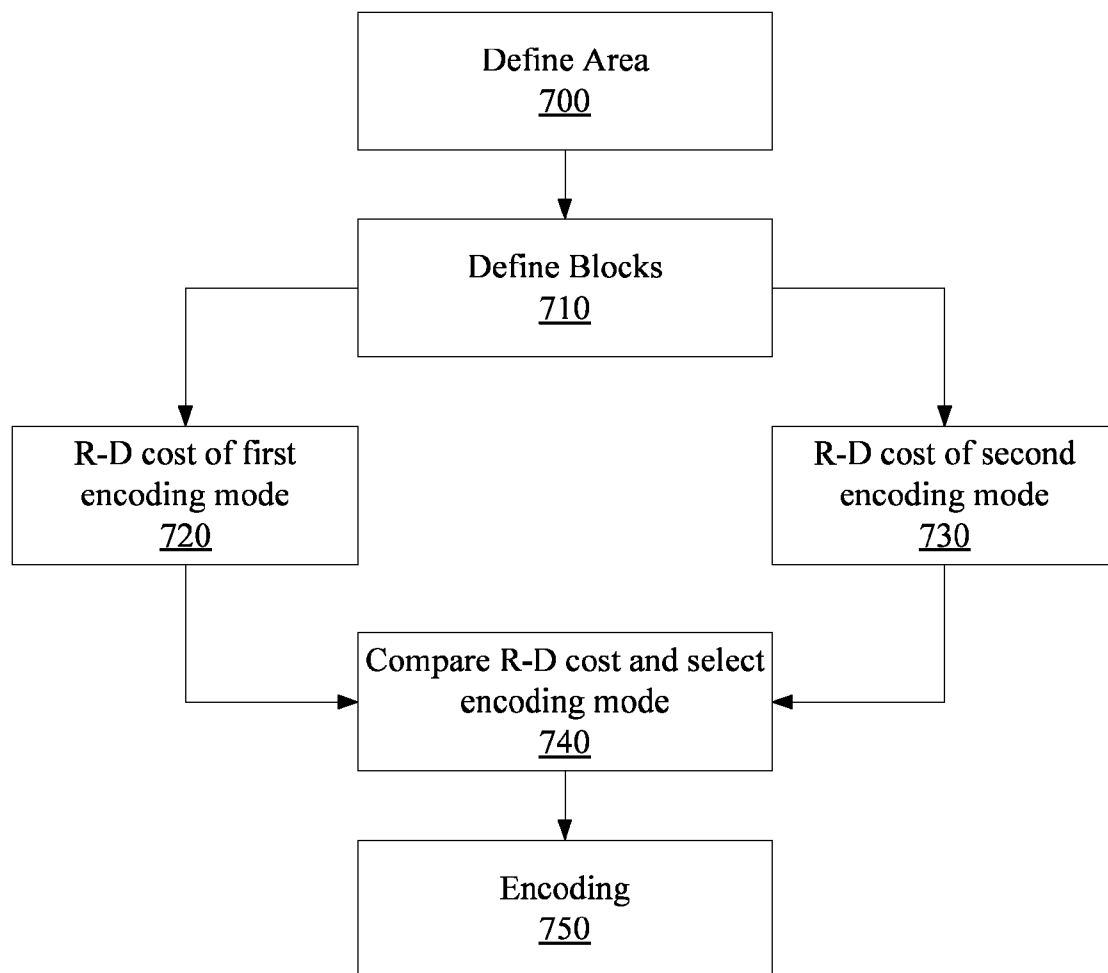 Define Area
700
Define Blocks
710
R-D cost of first
encoding mode
720
R-D cost of second
encoding mode
730
Compare R-D cost and select
encoding mode
740
Encoding
750